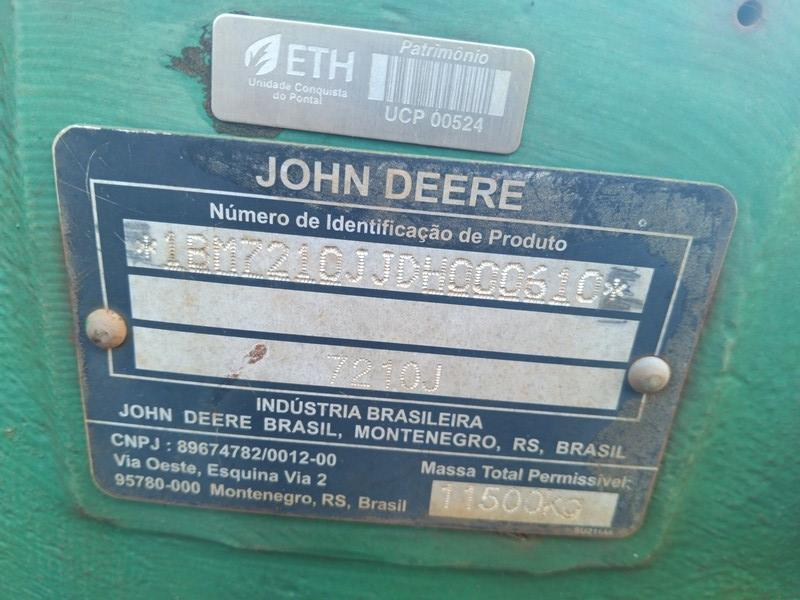 ETH
Unidade Conquista
do Pontal
Patrimônio
UCP 00524
JOHN DEERE
Número de Identificação de Produto
*1BM7210JJDH000610*
7210J
INDÚSTRIA BRASILEIRA
JOHN DEERE BRASIL, MONTENEGRO, RS, BRASIL
CNPJ : 89674782/0012-00
Via Oeste, Esquina Via 2
95780-000 Montenegro, RS, Brasil
Massa Total Permissível:
11500KG